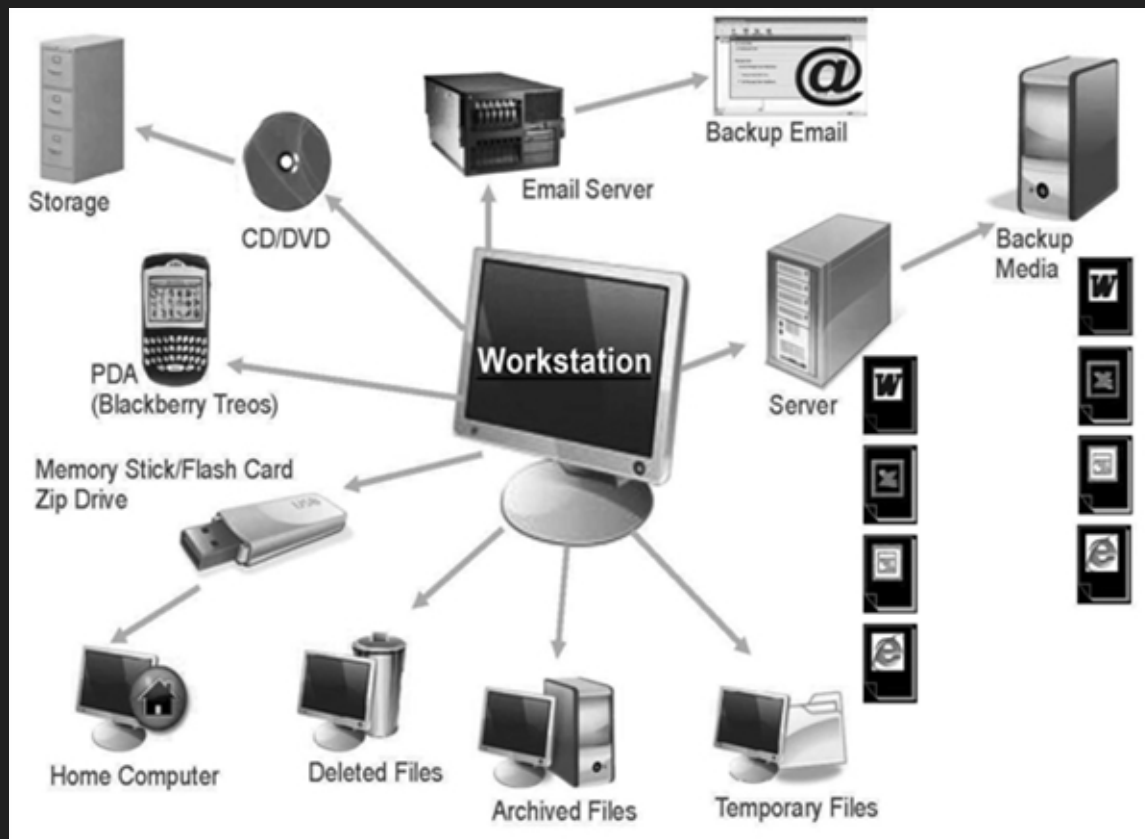 @
Backup Email
Storage
Email Server
CD/DVD
Backup
Media
W
Workstation
PDA
(Blackberry Treos)
Server
W
Memory Stick/Flash Card
Zip Drive
USB
Home Computer
Deleted Files
Archived Files
Temporary Files